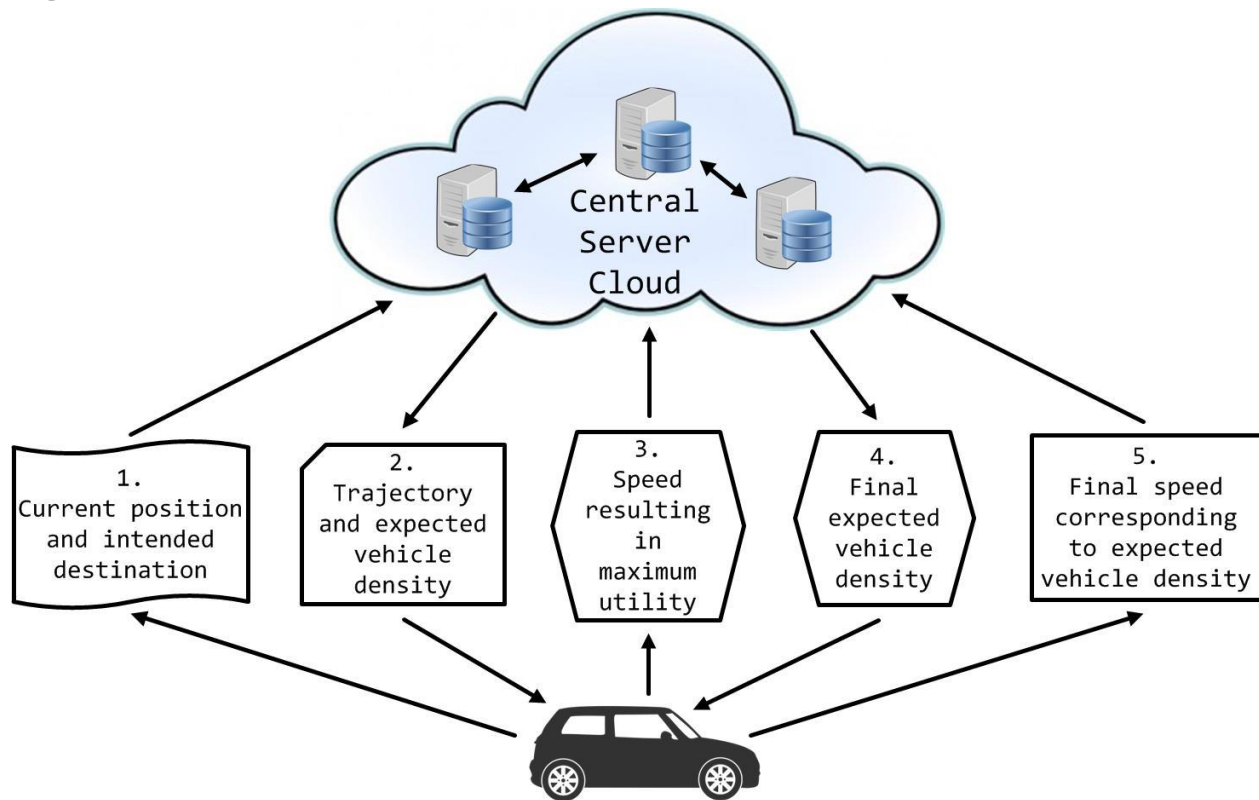 Central
Server
Cloud
1.
Current position
and intended
destination
2.
Trajectory
and expected
vehicle
density
3.
Speed
resulting
in
maximum
utility
4.
Final
expected
vehicle
density
5.
Final speed
corresponding
to expected
vehicle density